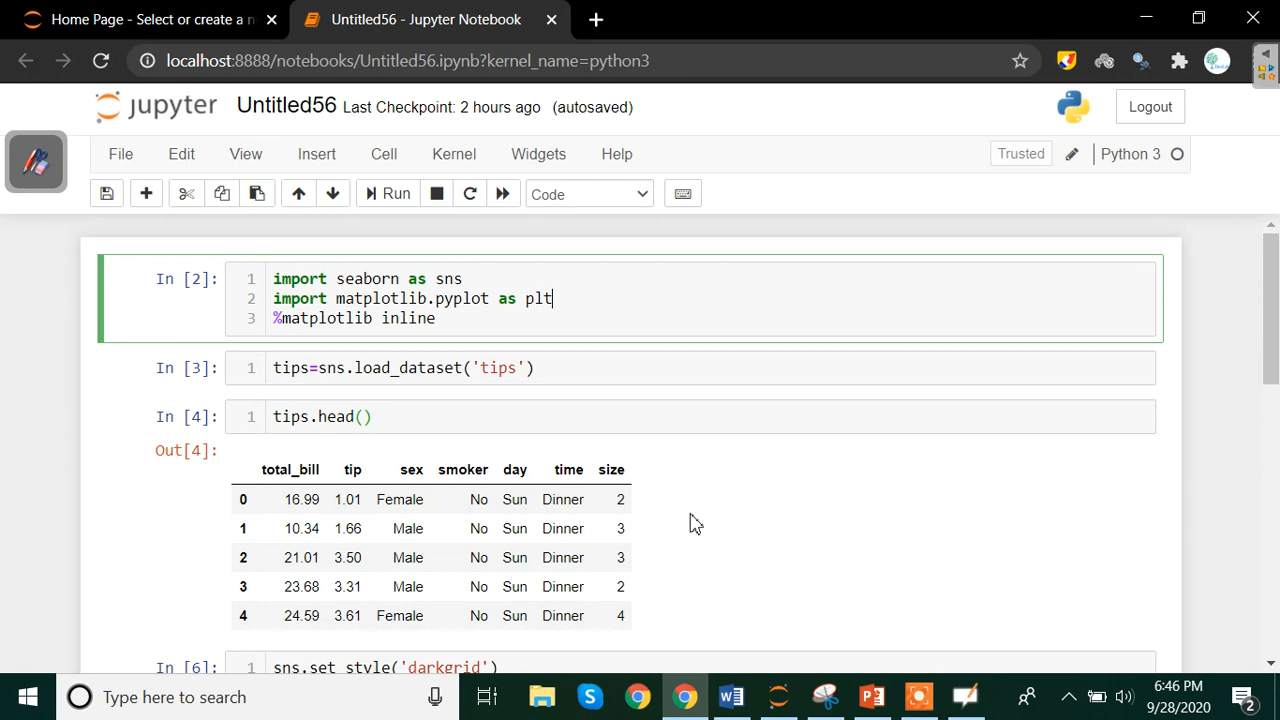 Home Page - Select or create a n
Untitled56 - Jupyter Notebook
localhost:8888/notebooks/Untitled56.ipynb?kernel_name=python3
jupyter Untitled56 Last Checkpoint: 2 hours ago (autosaved)
Logout
File Edit View Insert Cell Kernel Widgets Help
Trusted Python 3
Run Code
In [2]: 1 import seaborn as sns
2 import matplotlib.pyplot as plt
3 %matplotlib inline
In [3]: 1 tips=sns.load_dataset('tips')
In [4]: 1 tips.head()
Out[4]:
total_bill tip sex smoker day time size
0 16.99 1.01 Female No Sun Dinner 2
1 10.34 1.66 Male No Sun Dinner 3
2 21.01 3.50 Male No Sun Dinner 3
3 23.68 3.31 Male No Sun Dinner 2
4 24.59 3.61 Female No Sun Dinner 4
In [6]: 1 sns.set_style('darkgrid')
Type here to search
6:46 PM
9/28/2020
2